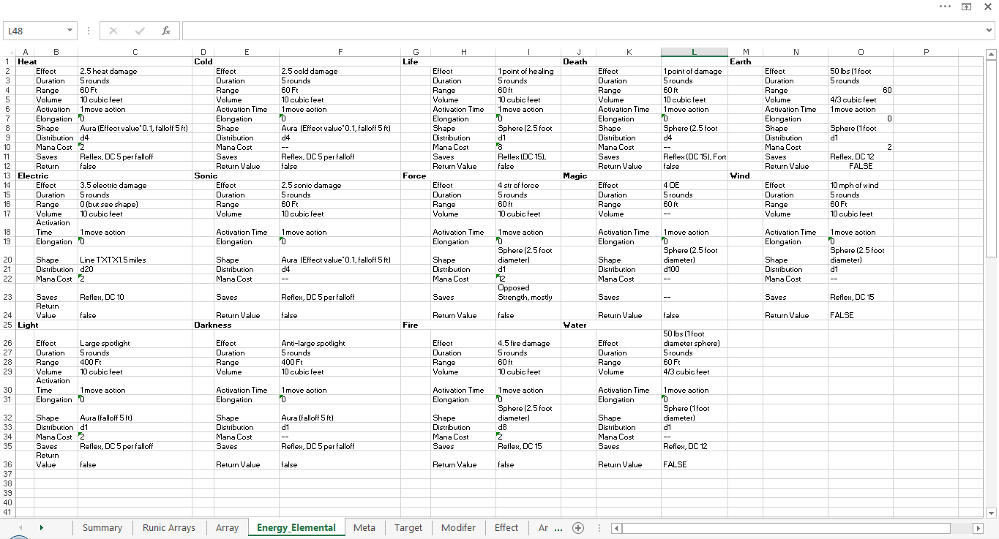 L48
fx
A B C D E F G H I J K L M N O P
1 Heat Cold Life Death Earth
2 Effect 2.5 heat damage Effect 2.5 cold damage Effect 1 point of healing Effect 1 point of damage Effect 50 lbs (1 foot
3 Duration 5 rounds Duration 5 rounds Duration 5 rounds Duration 5 rounds Duration 5 rounds
4 Range 60 Ft Range 60 Ft Range 60 ft Range 60 ft Range 60
5 Volume 10 cubic feet Volume 10 cubic feet Volume 10 cubic feet Volume 10 cubic feet Volume 4/3 cubic feet
6 Activation 1 move action Activation Time 1 move action Activation Time 1 move action Activation Time 1 move action Activation Time 1 move action
7 Elongation 0 Elongation 0 Elongation 0 Elongation 0 Elongation 0
8 Shape Aura (Effect value*0.1, falloff 5 ft) Shape Aura (Effect value*0.1, falloff 5 ft) Shape Sphere (2.5 foot Shape Sphere (2.5 foot Shape Sphere (1 foot
9 Distribution d4 Distribution d4 Distribution d1 Distribution d4 Distribution d1
10 Mana Cost 2 Mana Cost -- Mana Cost 8 Mana Cost -- Mana Cost 2
11 Saves Reflex, DC 5 per falloff Saves Reflex, DC 5 per falloff Saves Reflex (DC 15), Saves Reflex (DC 15), Fort Saves Reflex, DC 12
12 Return false Return Value false Return Value false Return Value false Return Value FALSE
13 Electric Sonic Force Magic Wind
14 Effect 3.5 electric damage Effect 2.5 sonic damage Effect 4 str of force Effect 4 OE Effect 10 mph of wind
15 Duration 5 rounds Duration 5 rounds Duration 5 rounds Duration 5 rounds Duration 5 rounds
16 Range 0 (but see shape) Range 60 Ft Range 60 ft Range 60 ft Range 60 Ft
17 Volume 10 cubic feet Volume 10 cubic feet Volume 10 cubic feet Volume -- Volume 10 cubic feet
Activation
18 Time 1 move action Activation Time 1 move action Activation Time 1 move action Activation Time 1 move action Activation Time 1 move action
19 Elongation 0 Elongation 0 Elongation 0 Elongation 0 Elongation 0
Sphere (2.5 foot Sphere (2.5 foot Sphere (2.5 foot
20 Shape Line 1"X1"X1.5 miles Shape Aura (Effect value*0.1, falloff 5 ft) Shape diameter) Shape diameter) Shape diameter)
21 Distribution d20 Distribution d4 Distribution d1 Distribution d100 Distribution d1
22 Mana Cost 2 Mana Cost -- Mana Cost 12 Mana Cost -- Mana Cost --
Opposed
23 Saves Reflex, DC 10 Saves Reflex, DC 5 per falloff Saves Strength, mostly Saves -- Saves Reflex, DC 15
Return
24 Value false Return Value false Return Value false Return Value false Return Value FALSE
25 Light Darkness Fire Water
50 lbs (1 foot
26 Effect Large spotlight Effect Anti-large spotlight Effect 4.5 fire damage Effect diameter sphere)
27 Duration 5 rounds Duration 5 rounds Duration 5 rounds Duration 5 rounds
28 Range 400 Ft Range 400 Ft Range 60 ft Range 60 Ft
29 Volume 10 cubic feet Volume 10 cubic feet Volume 10 cubic feet Volume 4/3 cubic feet
Activation
30 Time 1 move action Activation Time 1 move action Activation Time 1 move action Activation Time 1 move action
31 Elongation 0 Elongation 0 Elongation 0 Elongation 0
Sphere (2.5 foot Sphere (1 foot
32 Shape Aura (falloff 5 ft) Shape Aura (falloff 5 ft) Shape diameter) Shape diameter)
33 Distribution d1 Distribution d1 Distribution d8 Distribution d1
34 Mana Cost 2 Mana Cost -- Mana Cost 2 Mana Cost --
35 Saves Reflex, DC 5 per falloff Saves Reflex, DC 5 per falloff Saves Reflex, DC 15 Saves Reflex, DC 12
Return
36 Value false Return Value false Return Value false Return Value FALSE
37
38
39
40
41
Summary Runic Arrays Array Energy_Elemental Meta Target Modifer Effect Ar ...